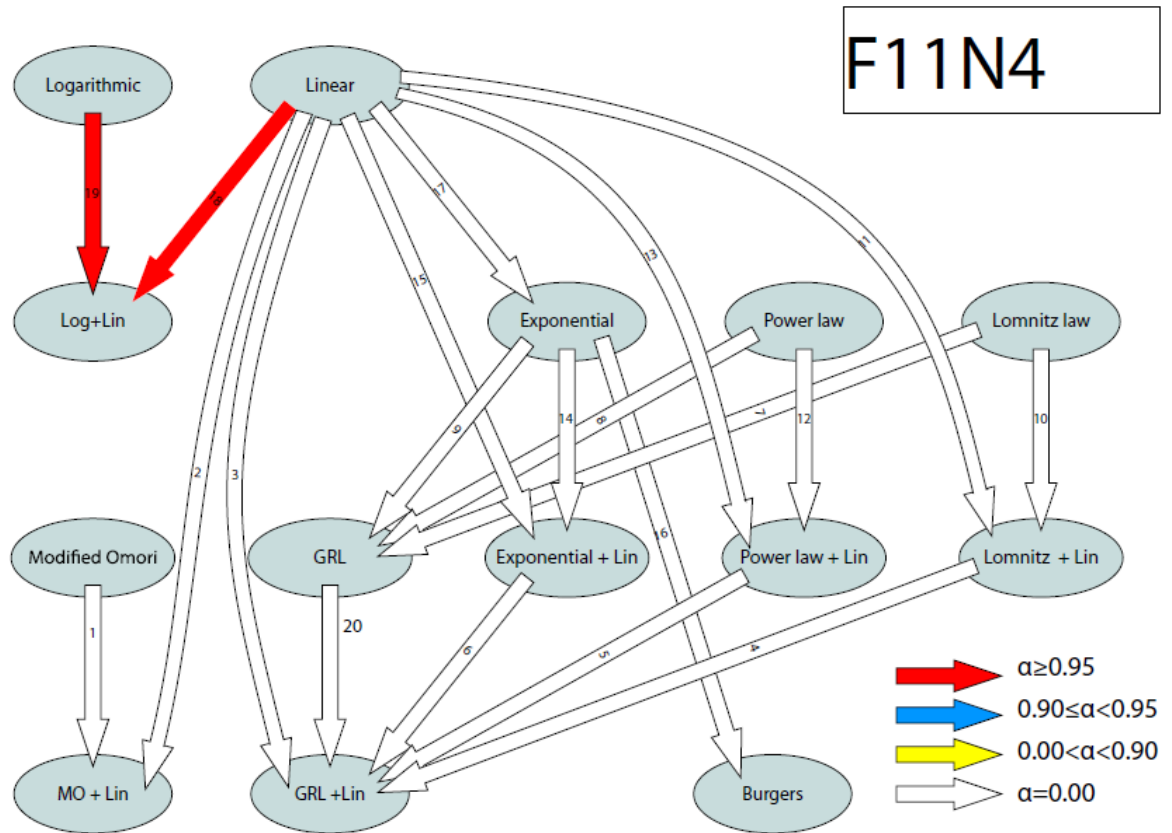 F11N4
Logarithmic
Linear
19
18
17
15
13
11
Log+Lin
Exponential
Power law
Lomnitz law
9
14
8
12
7
10
2
3
16
Modified Omori
GRL
Exponential + Lin
Power law + Lin
Lomnitz + Lin
1
20
6
5
4
α≥0.95
0.90≤α<0.95
0.00<α<0.90
α=0.00
MO + Lin
GRL +Lin
Burgers